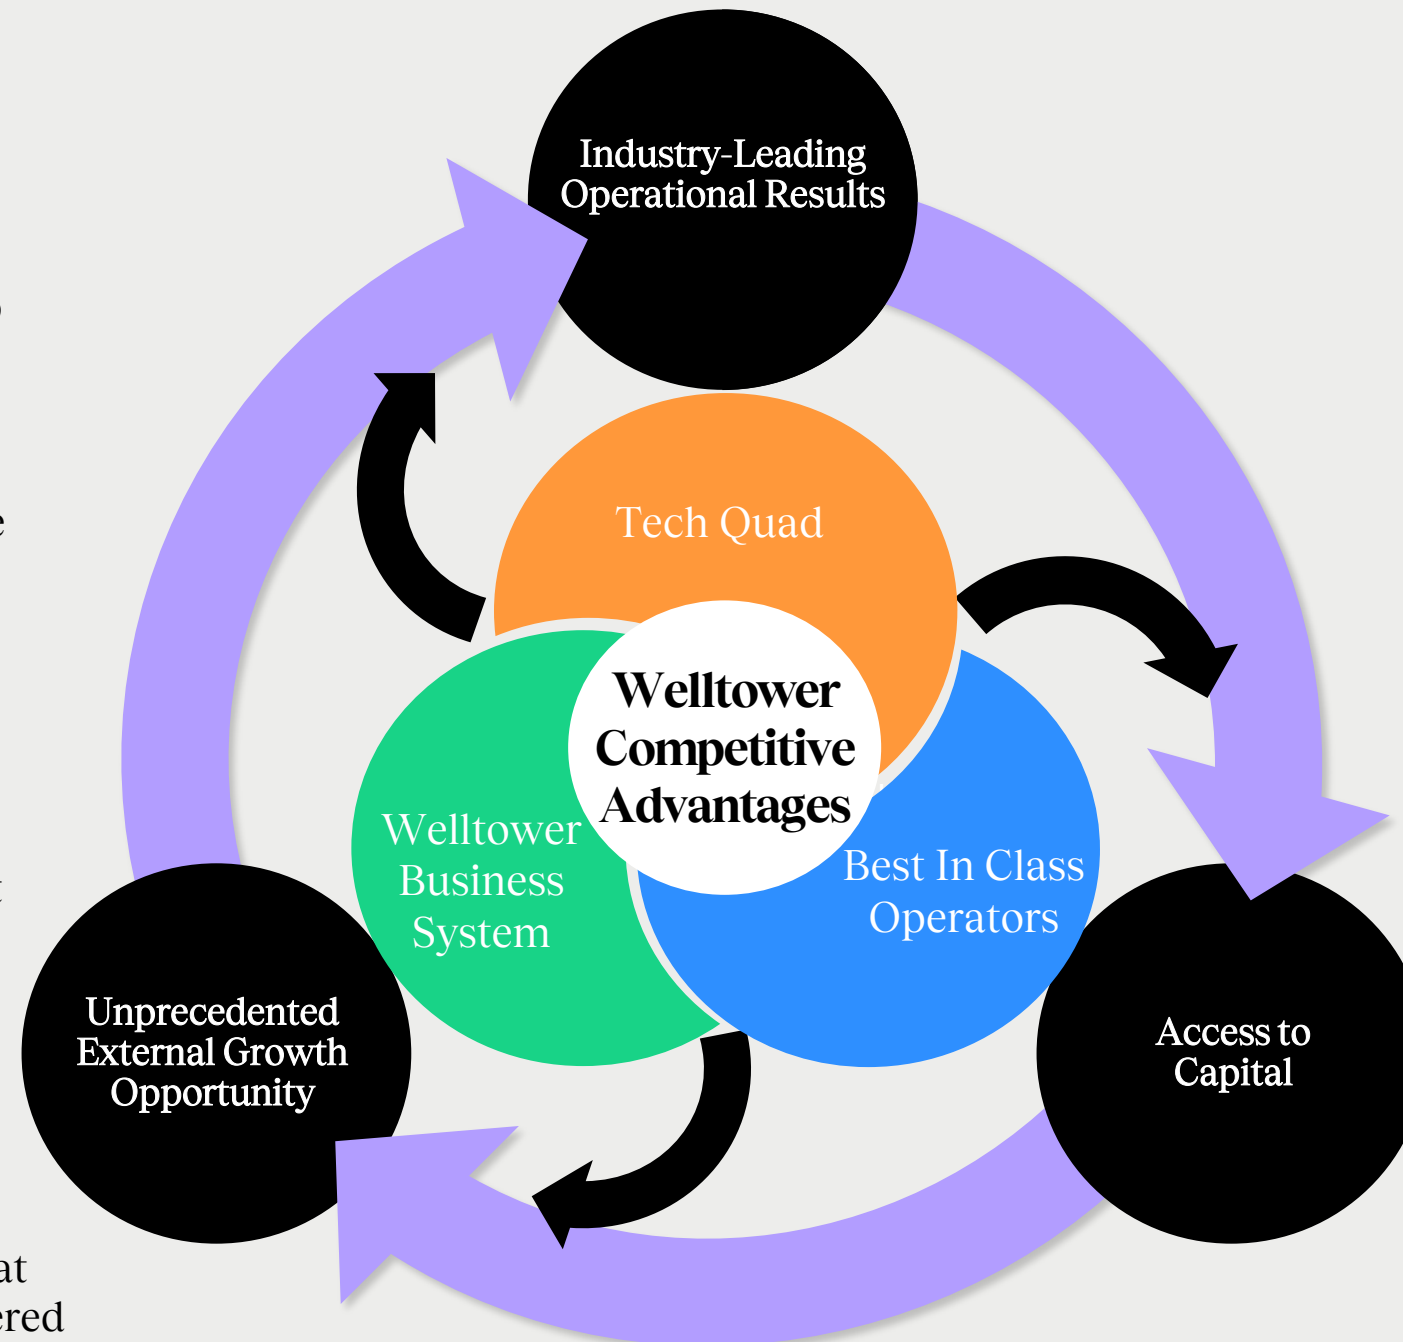 Industry-Leading
Operational Results
Tech Quad
Welltower
Competitive
Advantages
Welltower
Business
System
Best In Class
Operators
Unprecedented
External Growth
Opportunity
Access to
Capital